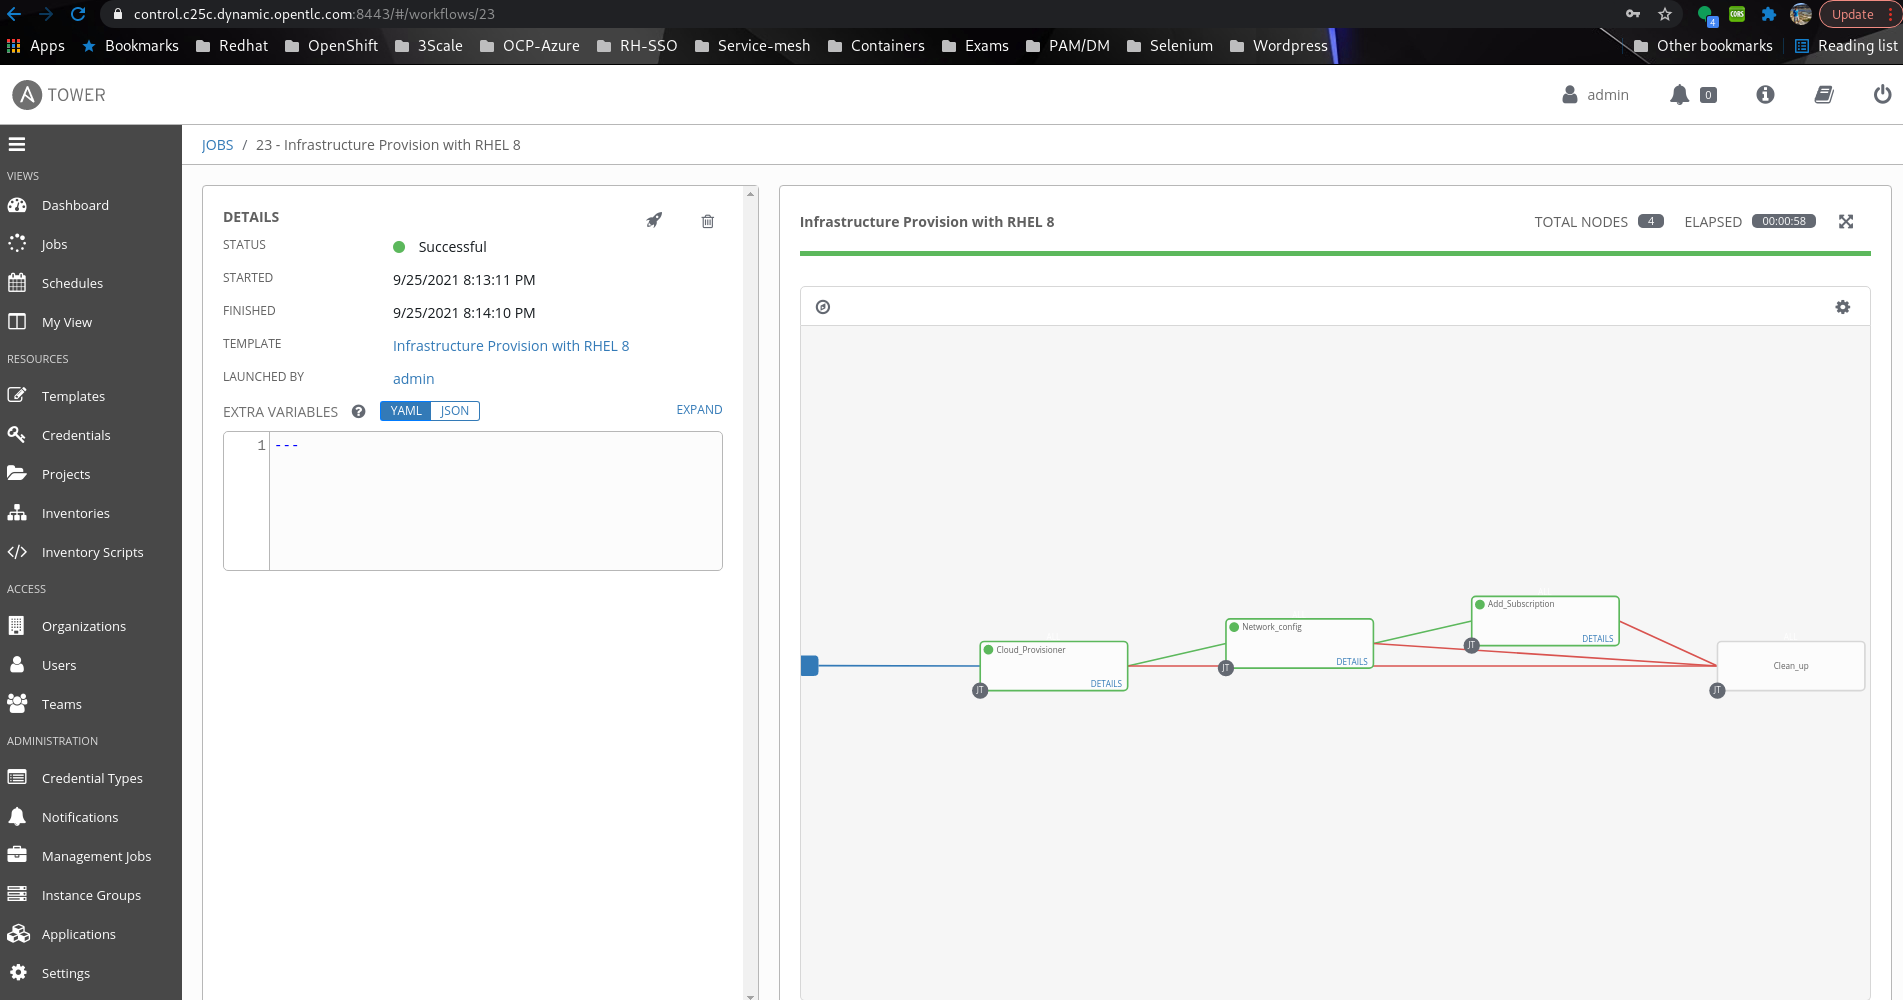 control.c25c.dynamic.opentlc.com:8443/#/workflows/23
4
CORS
Update
Apps
Bookmarks
Redhat
OpenShift
3Scale
OCP-Azure
RH-SSO
Service-mesh
Containers
Exams
PAM/DM
Selenium
Wordpress
Other bookmarks
Reading list
A TOWER
admin
0
JOBS / 23 - Infrastructure Provision with RHEL 8
VIEWS
Dashboard
Jobs
Schedules
My View
RESOURCES
Templates
Credentials
Projects
Inventories
Inventory Scripts
ACCESS
Organizations
Users
Teams
ADMINISTRATION
Credential Types
Notifications
Management Jobs
Instance Groups
Applications
Settings
DETAILS
STATUS Successful
STARTED 9/25/2021 8:13:11 PM
FINISHED 9/25/2021 8:14:10 PM
TEMPLATE Infrastructure Provision with RHEL 8
LAUNCHED BY admin
EXTRA VARIABLES ? YAML JSON EXPAND
1 ---
Infrastructure Provision with RHEL 8
TOTAL NODES 4 ELAPSED 00:00:58
Cloud_Provisioner
DETAILS
JT
Network_config
DETAILS
JT
Add_Subscription
DETAILS
JT
Clean_up
JT